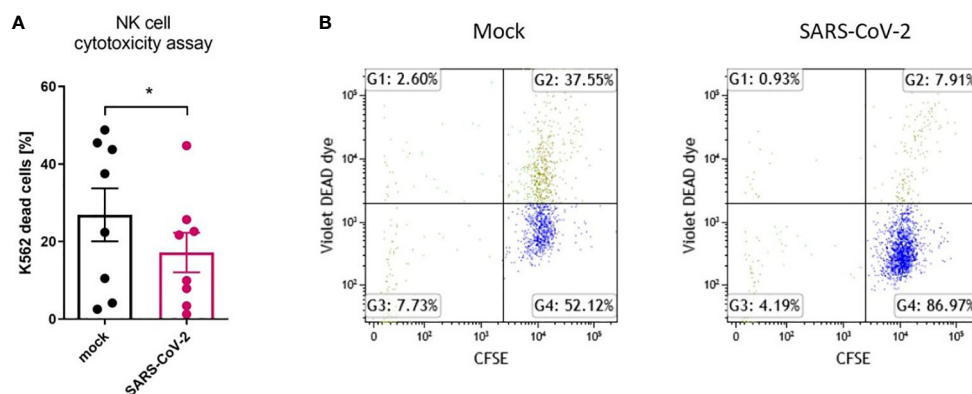 A
NK cell
cytotoxicity assay
K562 dead cells [%]
60
40
20
0
*
mock
SARS-CoV-2
B
Mock
Violet DEAD dye
G1: 2.60%
G2: 37.55%
G3: 7.73%
G4: 52.12%
10⁵
10⁴
10³
10²
0
10²
10³
10⁴
10⁵
CFSE
SARS-CoV-2
Violet DEAD dye
G1: 0.93%
G2: 7.91%
G3: 4.19%
G4: 86.97%
10⁵
10⁴
10³
10²
0
10²
10³
10⁴
10⁵
CFSE